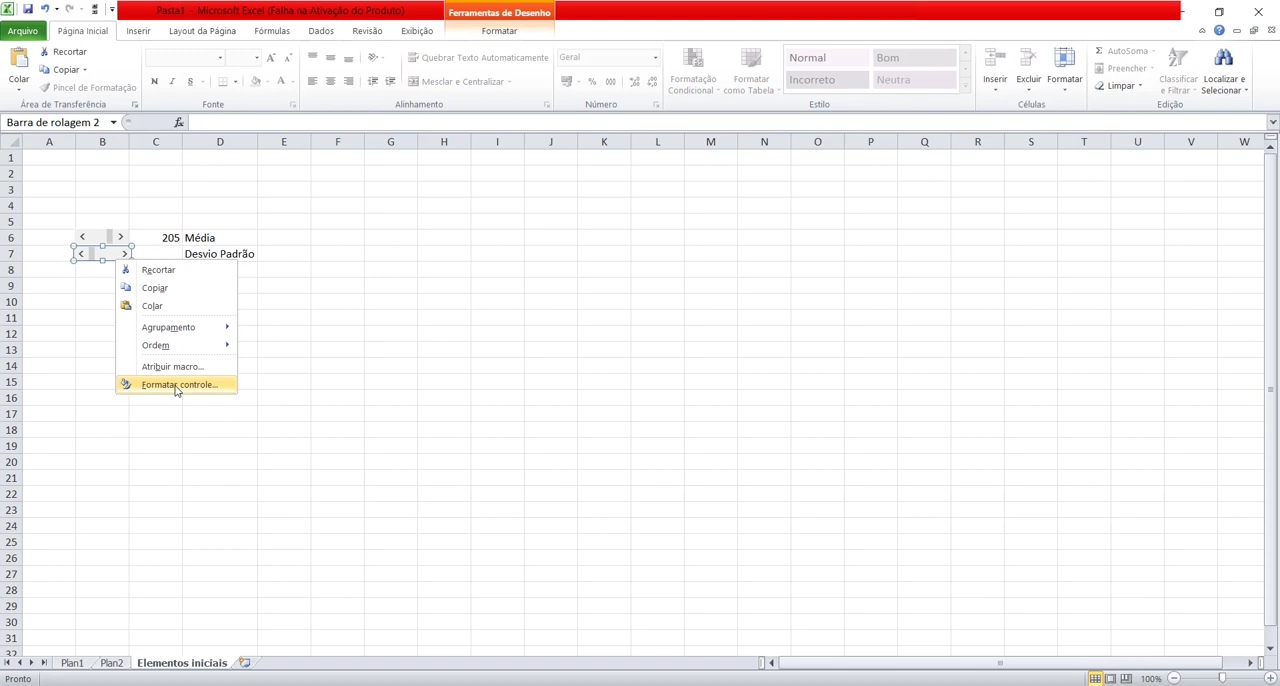 Pasta1 - Microsoft Excel (Falha na Ativação do Produto)
Ferramentas de Desenho
Arquivo
Página Inicial
Inserir
Layout da Página
Fórmulas
Dados
Revisão
Exibição
Formatar
Colar
Recortar
Copiar
Pincel de Formatação
Área de Transferência
N I S
A A
A
Fonte
Quebrar Texto Automaticamente
Mesclar e Centralizar
Alinhamento
Geral
% 000
Número
Formatação Condicional
Formatar como Tabela
Normal
Bom
Incorreto
Neutra
Estilo
Inserir
Excluir
Formatar
Células
AutoSoma
Preencher
Limpar
Classificar e Filtrar
Localizar e Selecionar
Edição
Barra de rolagem 2
fx
A B C D E F G H I J K L M N O P Q R S T U V W
1
2
3
4
5
6 205 Média
7 Desvio Padrão
8
9
10
11
12
13
14
15
16
17
18
19
20
21
22
23
24
25
26
27
28
29
30
31
32
Recortar
Copiar
Colar
Agrupamento
Ordem
Atribuir macro...
Formatar controle...
Plan1
Plan2
Elementos iniciais
Pronto
100%